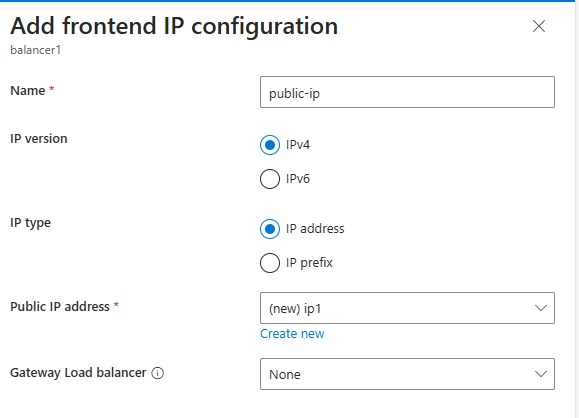 Add frontend IP configuration
balancer1
Name *
public-ip
IP version
IPv4
IPv6
IP type
IP address
IP prefix
Public IP address *
(new) ip1
Create new
Gateway Load balancer
None